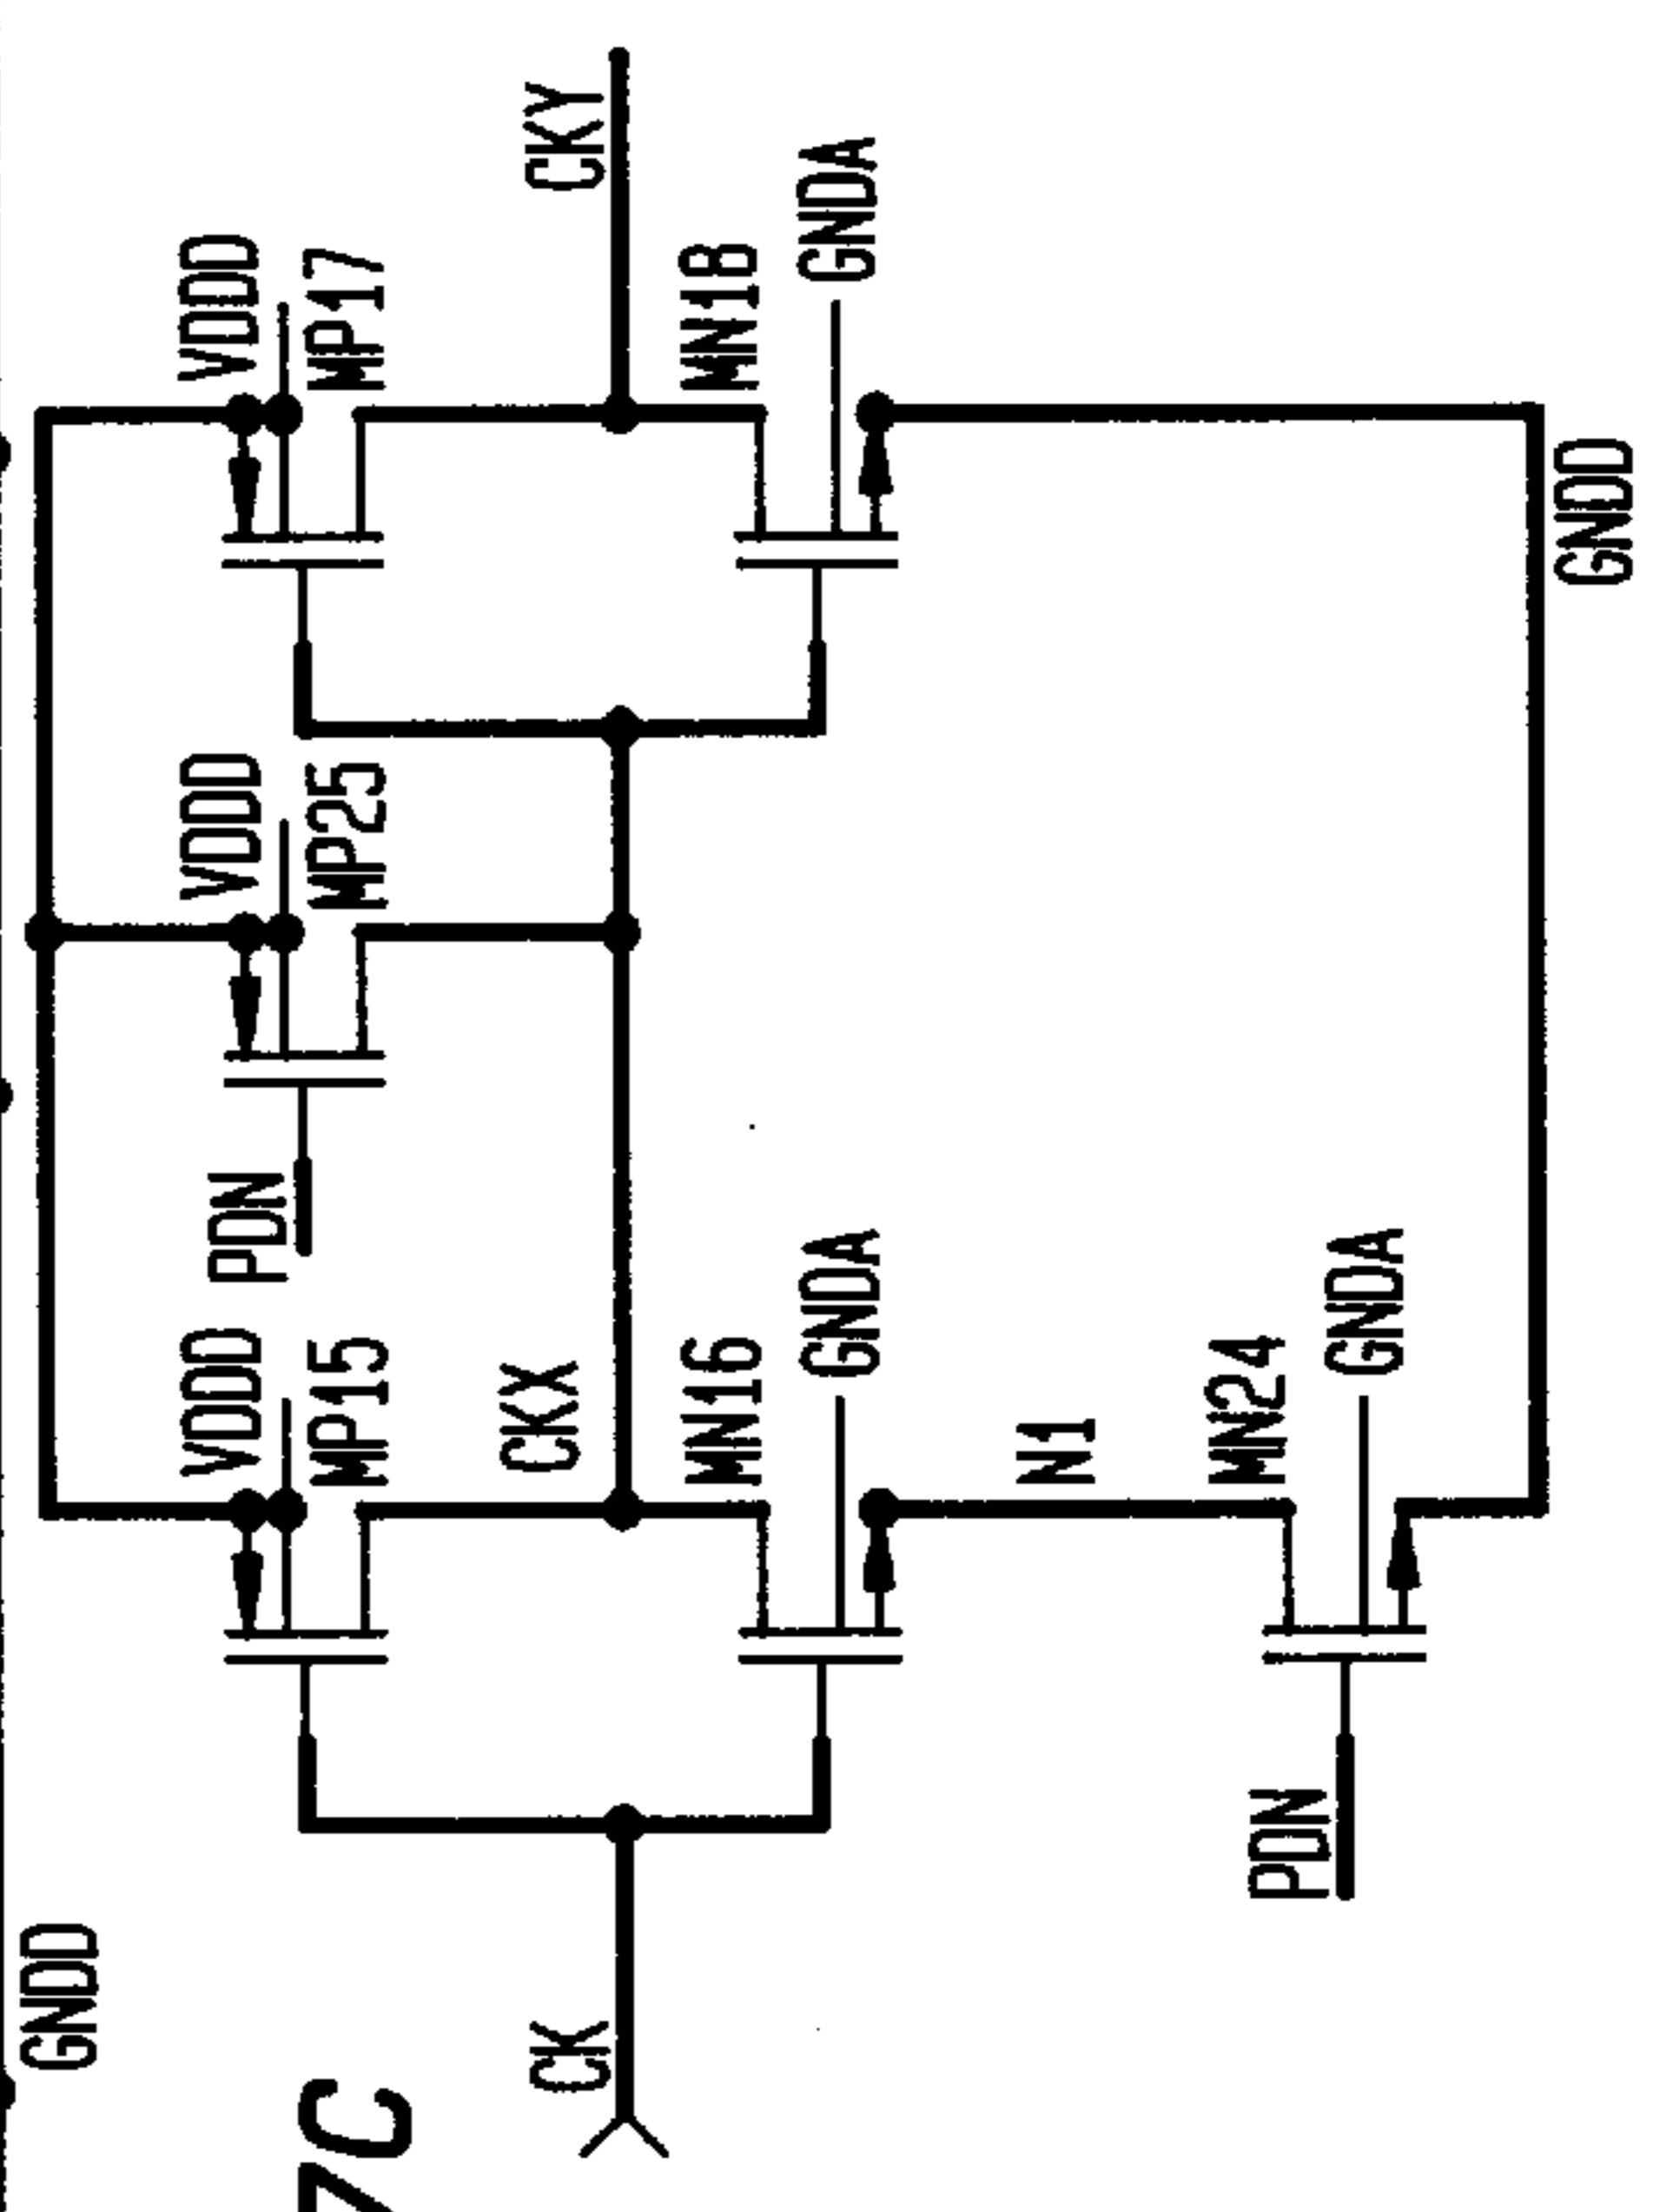 VDDD
MP15
VDDD
MP25
VDDD
MP17
PDN
CK
CKX
CKY
MN16
GNDA
MN18
GNDA
N1
PDN
MN24
GNDA
GNDD
GNDD
7C